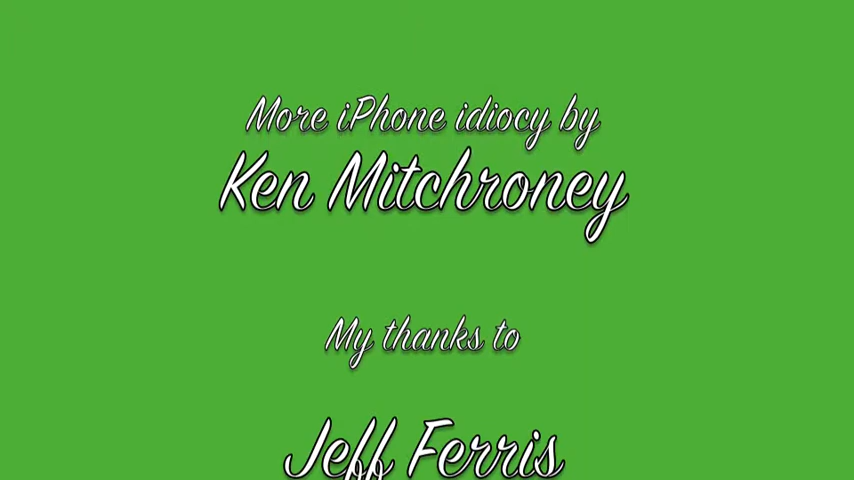 More iPhone idiocy by
Ken Mitchroney
My thanks to
Jeff Ferris